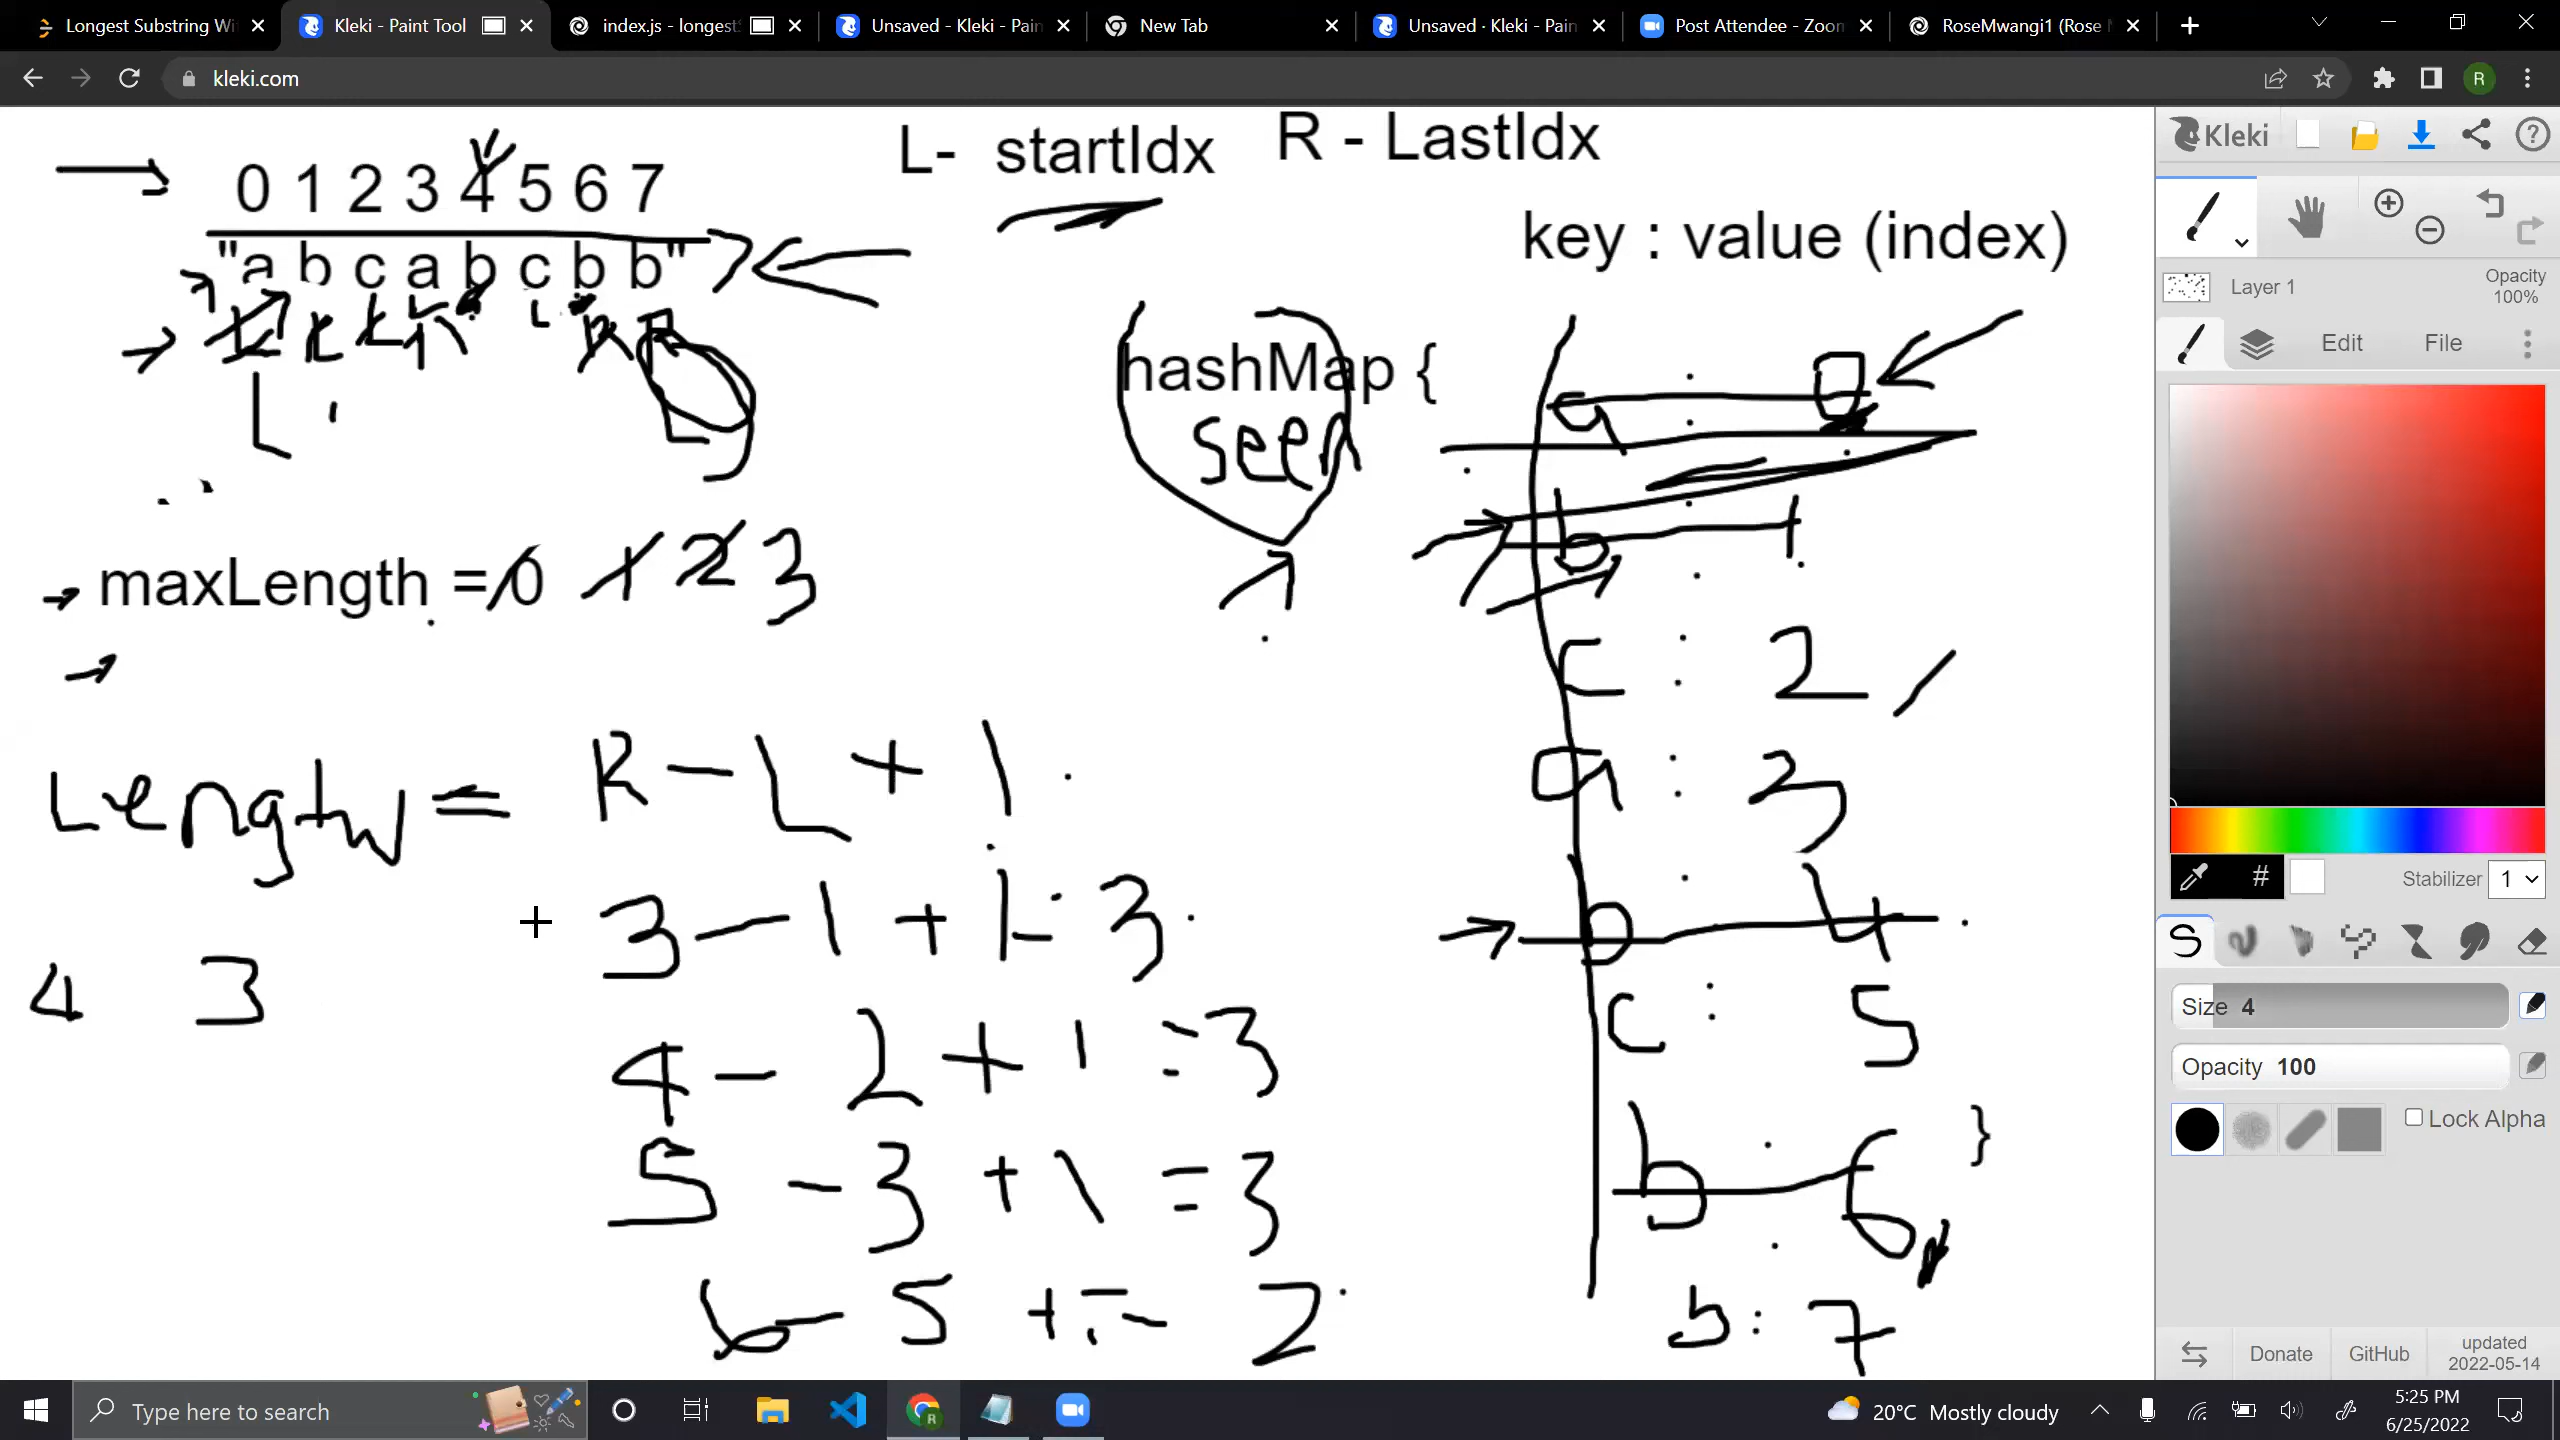 Longest Substring Wi
Kleki - Paint Tool
index.js - longest
Unsaved - Kleki - Pain
New Tab
Unsaved · Kleki - Pain
Post Attendee - Zoom
RoseMwangi1 (Rose
kleki.com
R
L- startIdx R - LastIdx
0 1 2 3 4 5 6 7
"a b c a b c b b"
key : value (index)
hashMap {
seen
a : 0
b : 1
c : 2
a : 3
b : 4
c : 5
b : 6 }
b : 7
L
maxLength = 0 1 2 3
Length = R - L + 1
3 - 1 + 1 = 3
4 3
4 - 2 + 1 = 3
5 - 3 + 1 = 3
6 - 5 + 1 = 2
Kleki
Layer 1
Opacity
100%
Edit File
#
Stabilizer 1
Size 4
Opacity 100
Lock Alpha
Donate GitHub
updated
2022-05-14
Type here to search
20°C Mostly cloudy
5:25 PM
6/25/2022